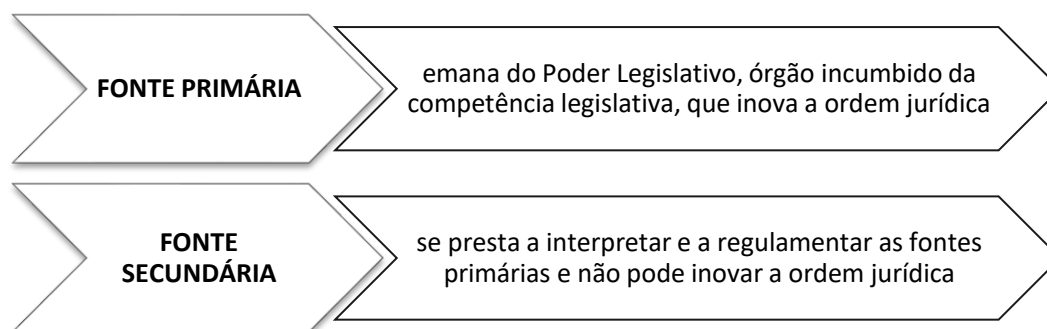 FONTE PRIMÁRIA
emana do Poder Legislativo, órgão incumbido da
competência legislativa, que inova a ordem jurídica
FONTE
SECUNDÁRIA
se presta a interpretar e a regulamentar as fontes
primárias e não pode inovar a ordem jurídica